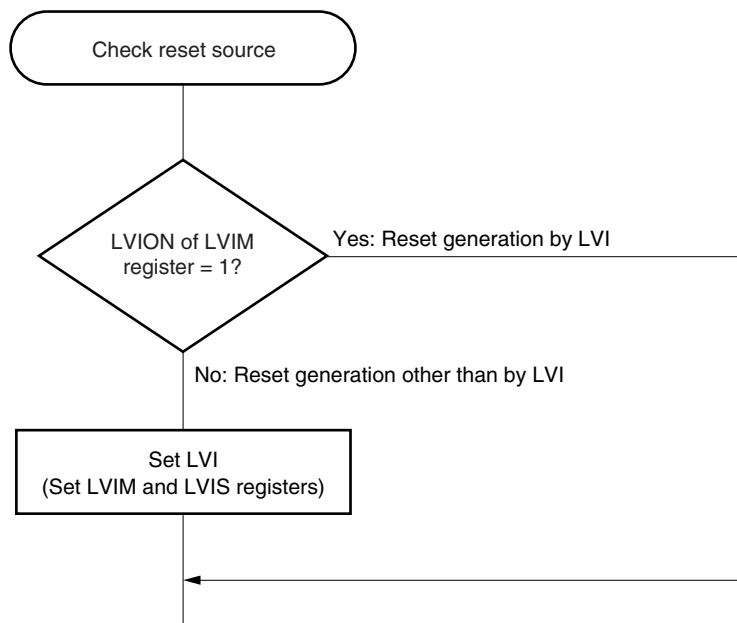 Check reset source
LVION of LVIM
register = 1?
Yes: Reset generation by LVI
No: Reset generation other than by LVI
Set LVI
(Set LVIM and LVIS registers)